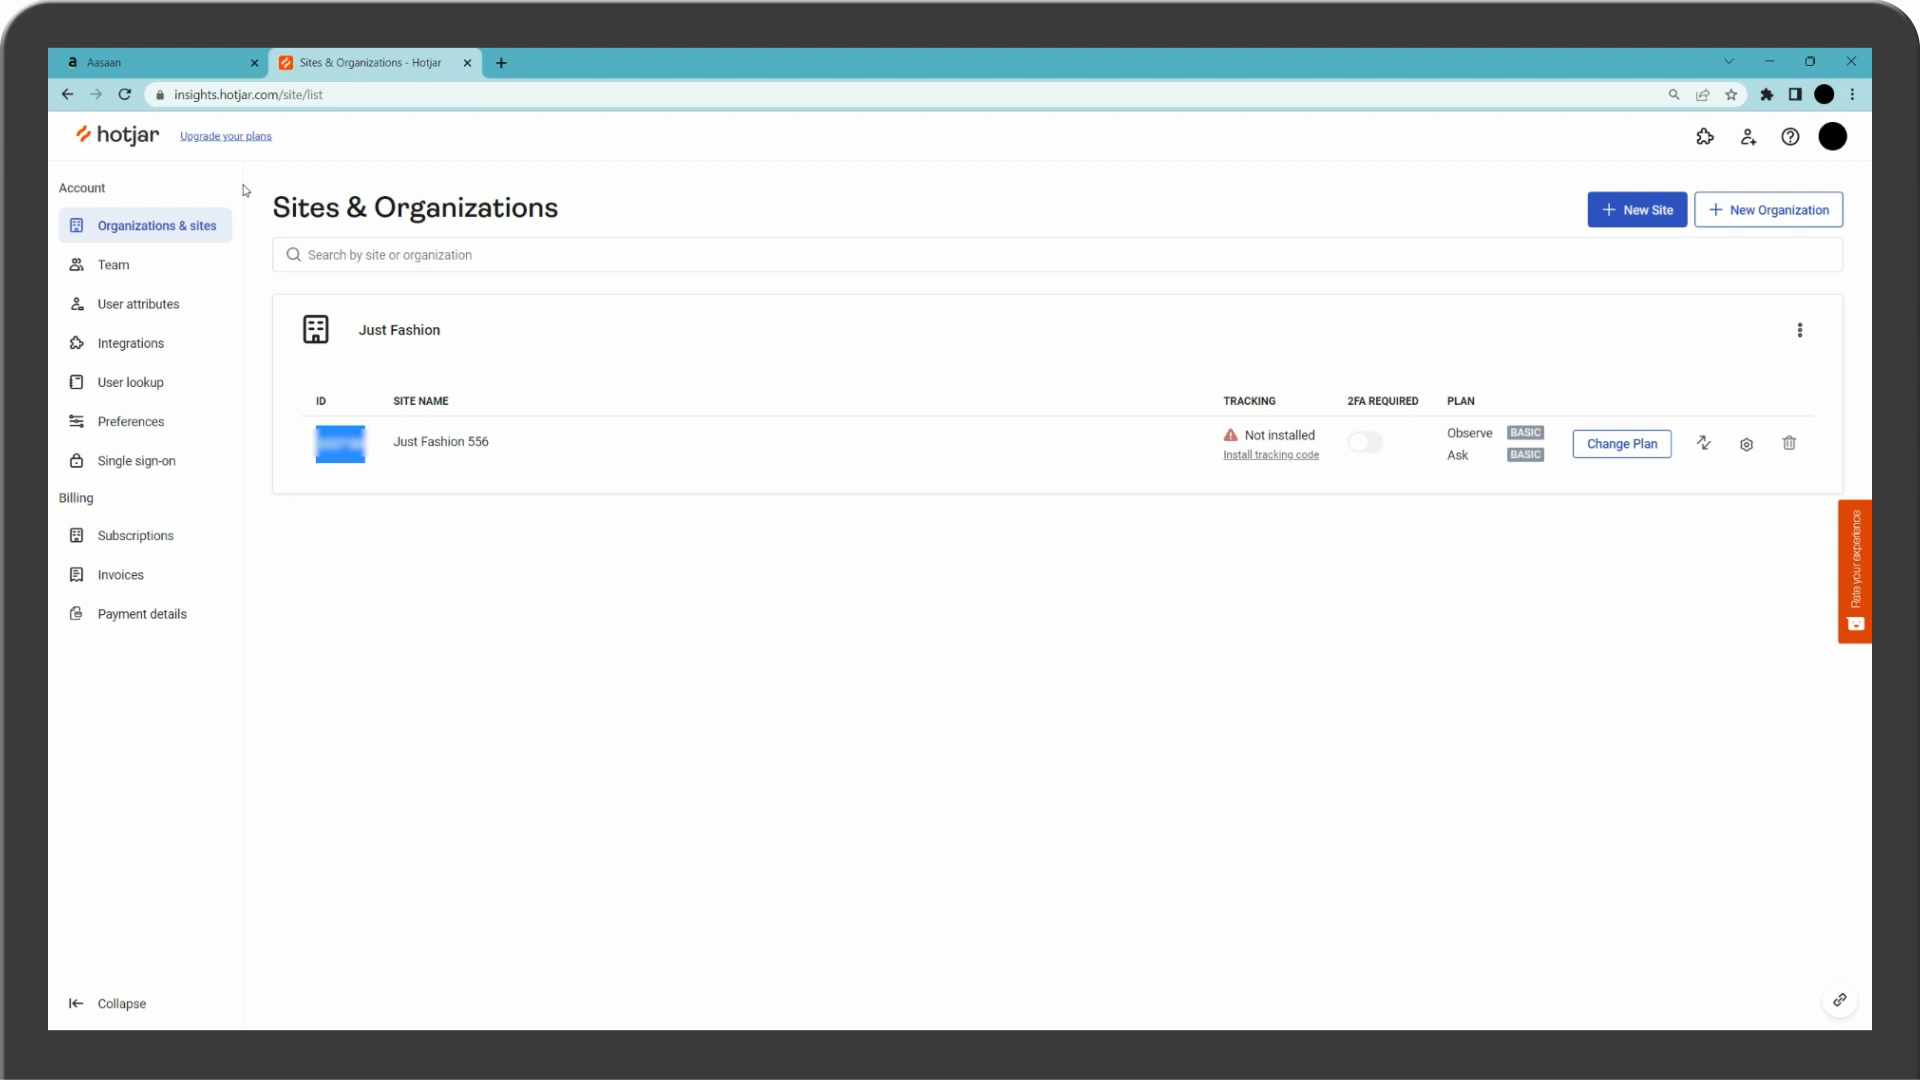 a Aasaan
Sites & Organizations - Hotjar
insights.hotjar.com/site/list
hotjar
Upgrade your plans
Account
Organizations & sites
Team
User attributes
Integrations
User lookup
Preferences
Single sign-on
Billing
Subscriptions
Invoices
Payment details
Collapse
Sites & Organizations
+ New Site
+ New Organization
Search by site or organization
Just Fashion
ID SITE NAME TRACKING 2FA REQUIRED PLAN
Just Fashion 556
Not installed
Install tracking code
Observe BASIC
Ask BASIC
Change Plan
Rate your experience